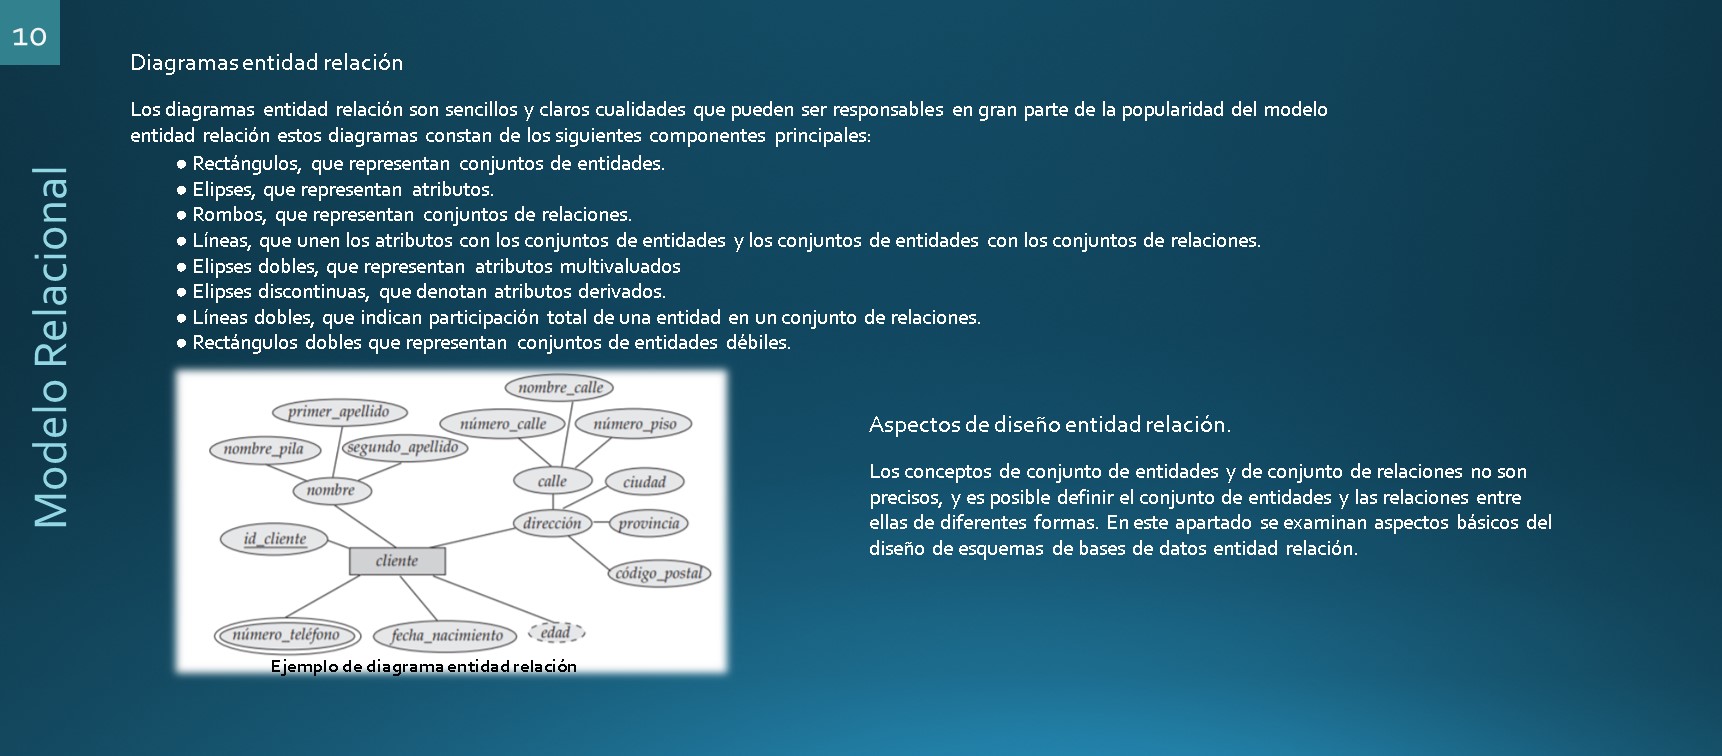 10
Modelo Relacional
Diagramas entidad relación
Los diagramas entidad relación son sencillos y claros cualidades que pueden ser responsables en gran parte de la popularidad del modelo
entidad relación estos diagramas constan de los siguientes componentes principales:
● Rectángulos, que representan conjuntos de entidades.
● Elipses, que representan atributos.
● Rombos, que representan conjuntos de relaciones.
● Líneas, que unen los atributos con los conjuntos de entidades y los conjuntos de entidades con los conjuntos de relaciones.
● Elipses dobles, que representan atributos multivaluados
● Elipses discontinuas, que denotan atributos derivados.
● Líneas dobles, que indican participación total de una entidad en un conjunto de relaciones.
● Rectángulos dobles que representan conjuntos de entidades débiles.
nombre_calle
primer_apellido
número_calle
número_piso
nombre_pila
segundo_apellido
nombre
calle
ciudad
dirección
provincia
id_cliente
cliente
código_postal
número_teléfono
fecha_nacimiento
edad
Ejemplo de diagrama entidad relación
Aspectos de diseño entidad relación.
Los conceptos de conjunto de entidades y de conjunto de relaciones no son
precisos, y es posible definir el conjunto de entidades y las relaciones entre
ellas de diferentes formas. En este apartado se examinan aspectos básicos del
diseño de esquemas de bases de datos entidad relación.